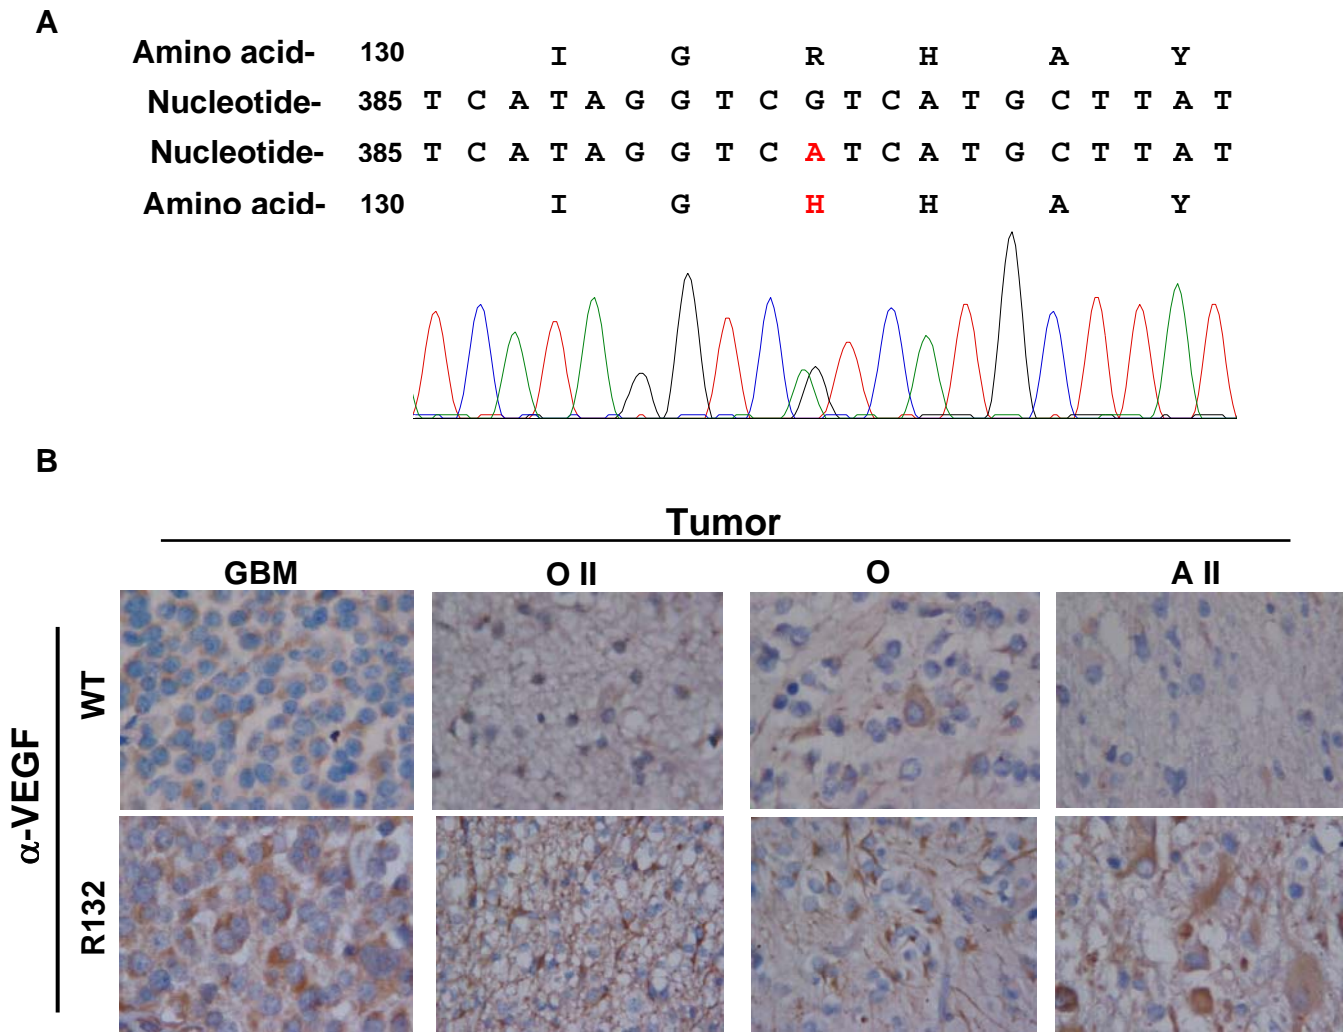 A
Amino acid- 130 I G R H A Y
Nucleotide- 385 T C A T A G G T C G T C A T G C T T A T
Nucleotide- 385 T C A T A G G T C A T C A T G C T T A T
Amino acid- 130 I G H H A Y
B
Tumor
GBM O II O A II
α-VEGF
WT
R132